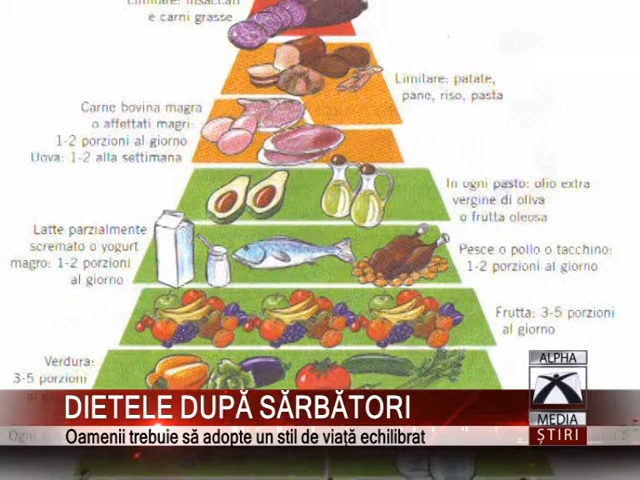 Limitare: insaccati
e carni grasse
Limitare: patate,
pane, riso, pasta
Carne bovina magra
o affettati magri:
1-2 porzioni al giorno
Uova: 1-2 alla settimana
In ogni pasto: olio extra
vergine di oliva
o frutta oleosa
Latte parzialmente
scremato o yogurt
magro: 1-2 porzioni
al giorno
Pesce o pollo o tacchino:
1-2 porzioni al giorno
Frutta: 3-5 porzioni
al giorno
Verdura:
3-5 porzioni
ALPHA
MEDIA
ȘTIRI
DIETELE DUPĂ SĂRBĂTORI
Oamenii trebuie să adopte un stil de viață echilibrat